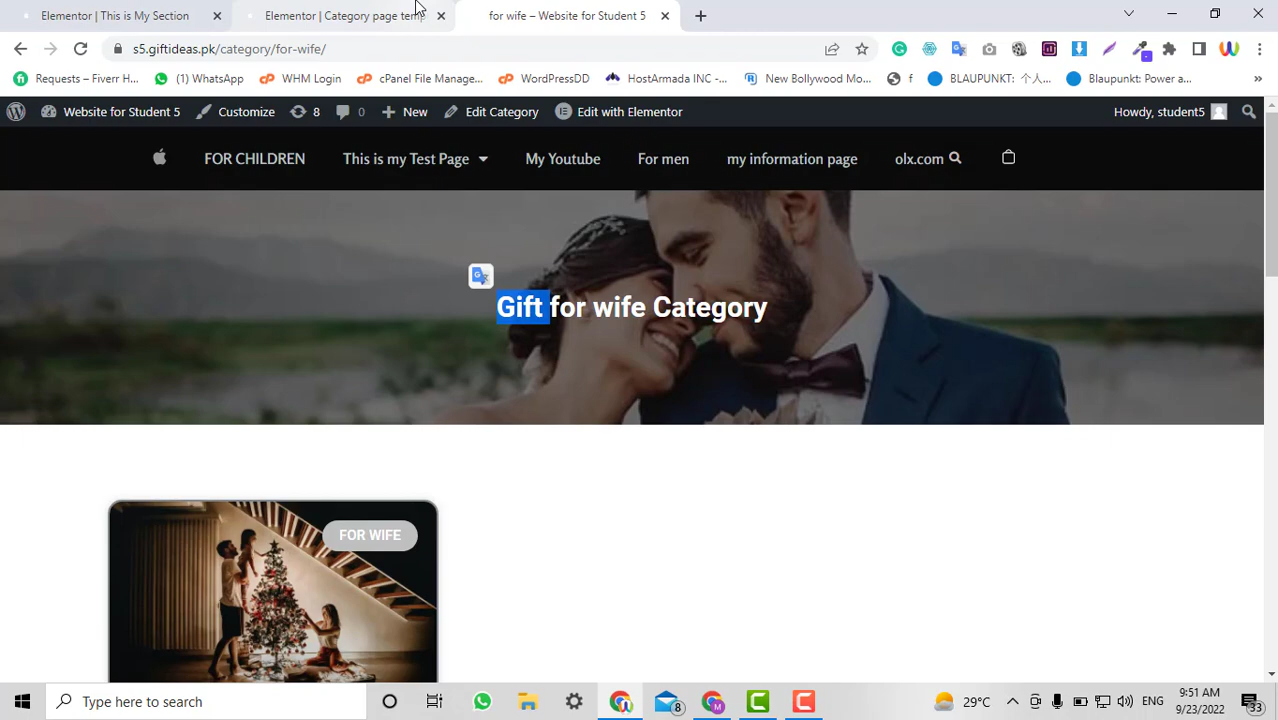 Elementor | This is My Section
Elementor | Category page temp
for wife – Website for Student 5
s5.giftideas.pk/category/for-wife/
Requests – Fiverr H...
(1) WhatsApp
WHM Login
cPanel File Manage...
WordPressDD
HostArmada INC -...
New Bollywood Mo...
f
BLAUPUNKT: 个人...
Blaupunkt: Power a...
»
Website for Student 5
Customize
8
0
New
Edit Category
Edit with Elementor
Howdy, student5
FOR CHILDREN
This is my Test Page
My Youtube
For men
my information page
olx.com
Gift for wife Category
FOR WIFE
Type here to search
8
29°C
ENG
9:51 AM
9/23/2022
33